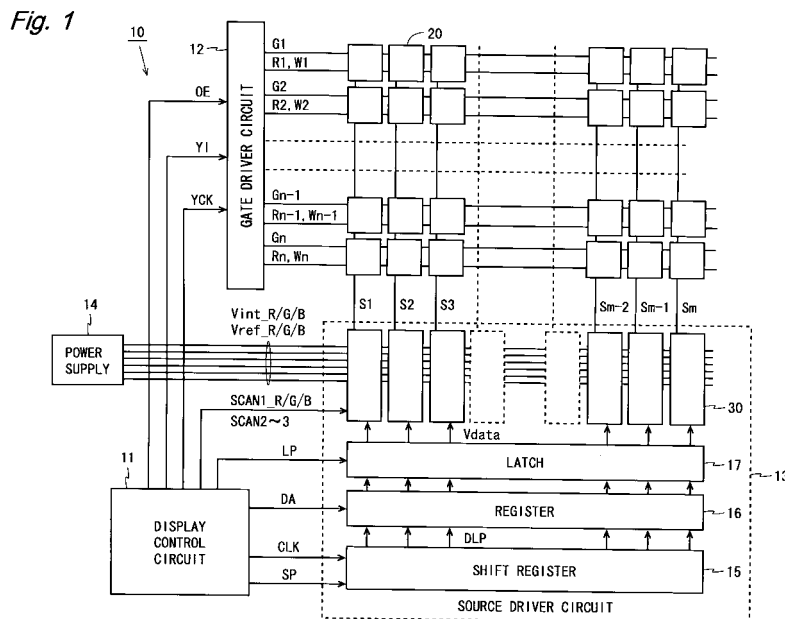 Fig. 1
10
12
20
G1
R1, W1
G2
R2, W2
OE
YI
YCK
GATE DRIVER CIRCUIT
Gn-1
Rn-1, Wn-1
Gn
Rn, Wn
S1
S2
S3
Sm-2
Sm-1
Sm
14
POWER SUPPLY
Vint_R/G/B
Vref_R/G/B
SCAN1_R/G/B
SCAN2~3
30
Vdata
11
LP
LATCH
17
13
DISPLAY
CONTROL
CIRCUIT
DA
REGISTER
16
DLP
CLK
SP
SHIFT REGISTER
15
SOURCE DRIVER CIRCUIT